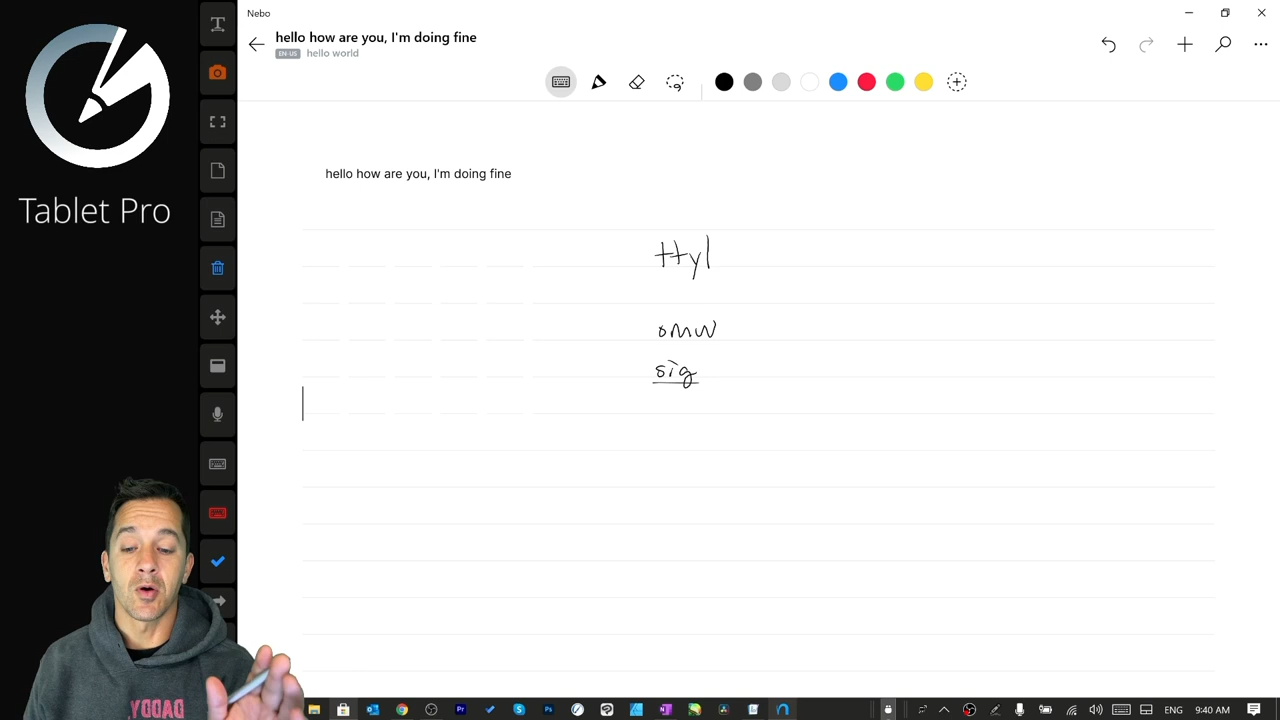 Nebo
hello how are you, I'm doing fine
EN-US hello world
hello how are you, I'm doing fine
Tablet Pro
ttyl
omw
sig
DADDY
ENG 9:40 AM